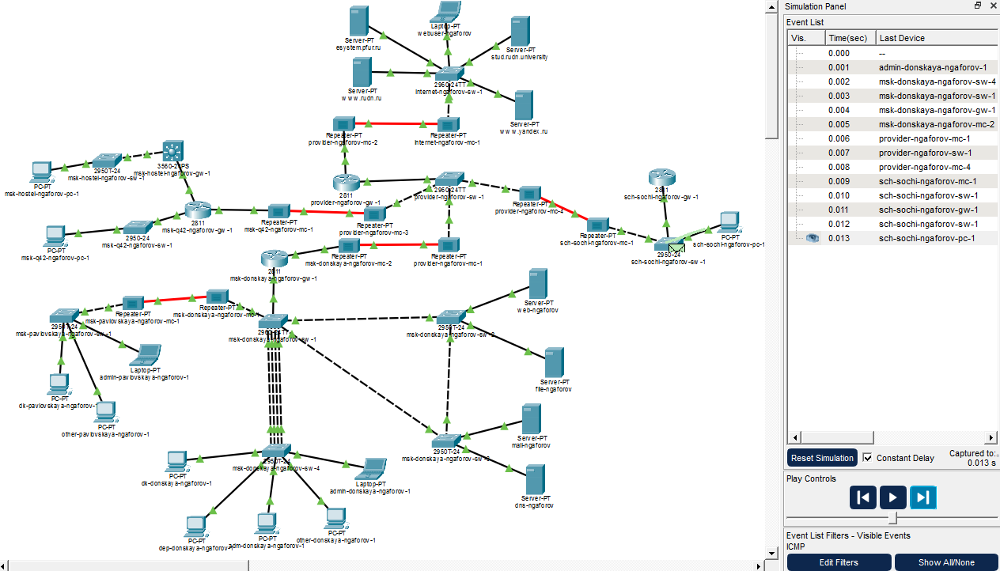 Server-PT
esystem.pfur.ru
Laptop-PT
webuser-ngaforov
Server-PT
stud.rudn.university
Server-PT
www.rudn.ru
2960-24TT
internet-ngaforov-sw-1
Server-PT
www.yandex.ru
Repeater-PT
provider-ngaforov-mc-2
Repeater-PT
internet-ngaforov-mc-1
PC-PT
msk-hostel-ngaforov-pc-1
2950T-24
msk-hostel-ngaforov-sw-1
msk-hostel-ngaforov-gw-1
2811
provider-ngaforov-gw-1
2960-24TT
provider-ngaforov-sw-1
Repeater-PT
provider-ngaforov-mc-4
2811
sch-sochi-ngaforov-gw-1
2811
msk-q42-ngaforov-gw-1
Repeater-PT
msk-q42-ngaforov-mc-1
Repeater-PT
provider-ngaforov-mc-3
Repeater-PT
sch-sochi-ngaforov-mc-1
PC-PT
sch-sochi-ngaforov-pc-1
2950-24
sch-sochi-ngaforov-sw-1
PC-PT
msk-q42-ngaforov-pc-1
2950-24
msk-q42-ngaforov-sw-1
Repeater-PT
msk-donskaya-ngaforov-mc-2
Repeater-PT
provider-ngaforov-mc-1
2811
msk-donskaya-ngaforov-gw-1
2950T-24
msk-pavlovskaya-ngaforov-sw-1
Repeater-PT
msk-pavlovskaya-ngaforov-mc-1
Repeater-PT
msk-donskaya-ngaforov-mc-1
2960-24TT
msk-donskaya-ngaforov-sw-1
2950T-24
msk-donskaya-ngaforov-sw-2
Server-PT
web-ngaforov
Server-PT
file-ngaforov
Laptop-PT
admin-pavlovskaya-ngaforov-1
PC-PT
dk-pavlovskaya-ngaforov-1
PC-PT
other-pavlovskaya-ngaforov-1
2950T-24
msk-donskaya-ngaforov-sw-3
Server-PT
mail-ngaforov
Server-PT
dns-ngaforov
2950T-24
msk-donskaya-ngaforov-sw-4
PC-PT
dk-donskaya-ngaforov-1
Laptop-PT
admin-donskaya-ngaforov-1
PC-PT
dep-donskaya-ngaforov-1
PC-PT
adm-donskaya-ngaforov-1
PC-PT
other-donskaya-ngaforov-1
Simulation Panel
Event List
Vis. Time(sec) Last Device
0.000 --
0.001 admin-donskaya-ngaforov-1
0.002 msk-donskaya-ngaforov-sw-4
0.003 msk-donskaya-ngaforov-sw-1
0.004 msk-donskaya-ngaforov-gw-1
0.005 msk-donskaya-ngaforov-mc-2
0.006 provider-ngaforov-mc-1
0.007 provider-ngaforov-sw-1
0.008 provider-ngaforov-mc-4
0.009 sch-sochi-ngaforov-mc-1
0.010 sch-sochi-ngaforov-sw-1
0.011 sch-sochi-ngaforov-gw-1
0.012 sch-sochi-ngaforov-sw-1
0.013 sch-sochi-ngaforov-pc-1
Reset Simulation Constant Delay Captured to:
0.013 s
Play Controls
Event List Filters - Visible Events
ICMP
Edit Filters Show All/None